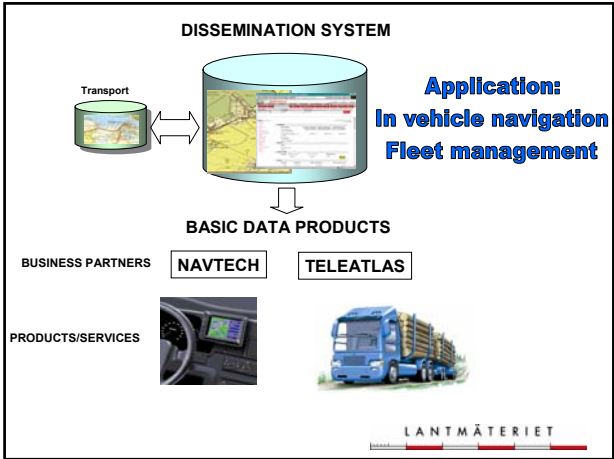 DISSEMINATION SYSTEM
Transport
Application:
In vehicle navigation
Fleet management
BASIC DATA PRODUCTS
BUSINESS PARTNERS
NAVTECH
TELEATLAS
PRODUCTS/SERVICES
LANTMÄTERIET